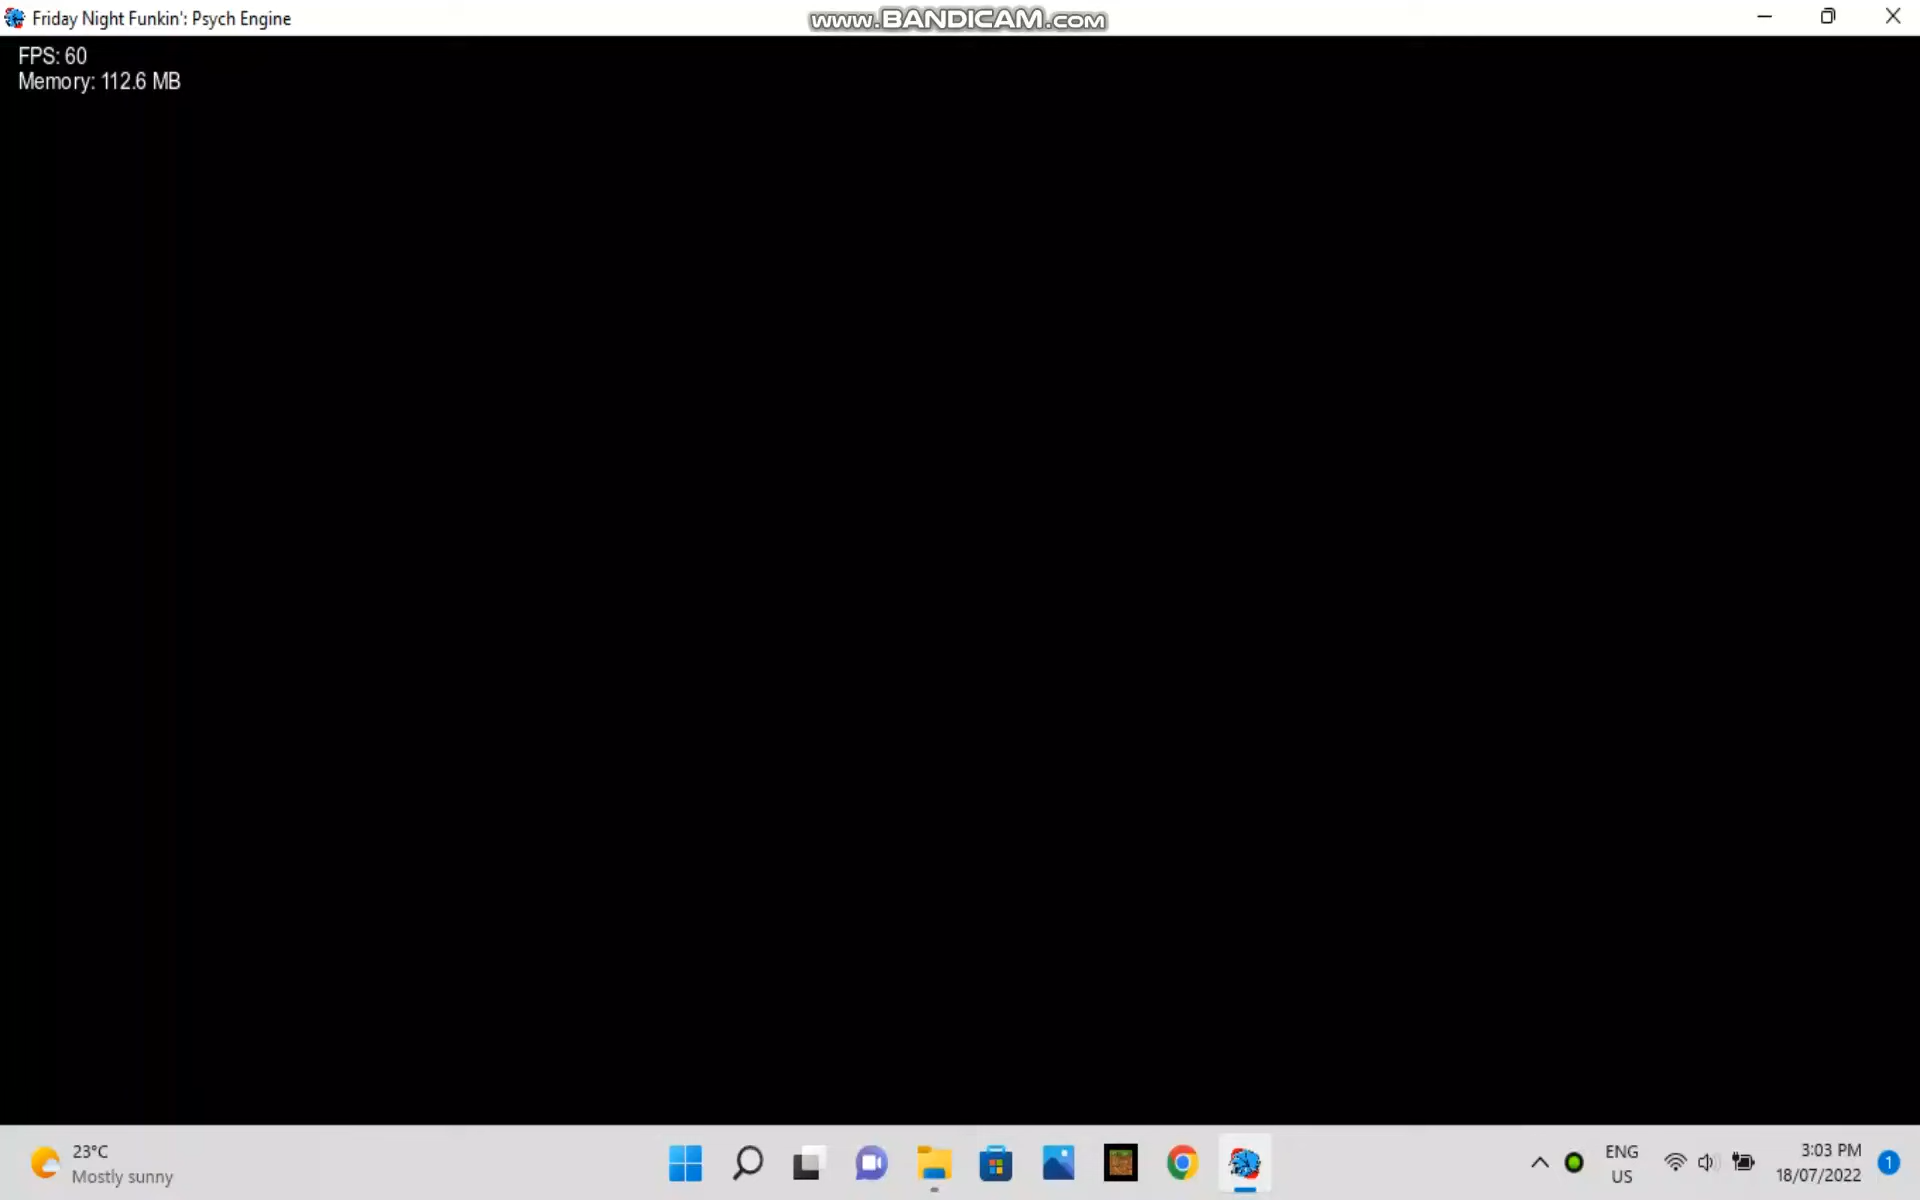 Friday Night Funkin': Psych Engine
www.BANDICAM.com
FPS: 60
Memory: 112.6 MB
23°C
Mostly sunny
ENG
US
3:03 PM
18/07/2022
1